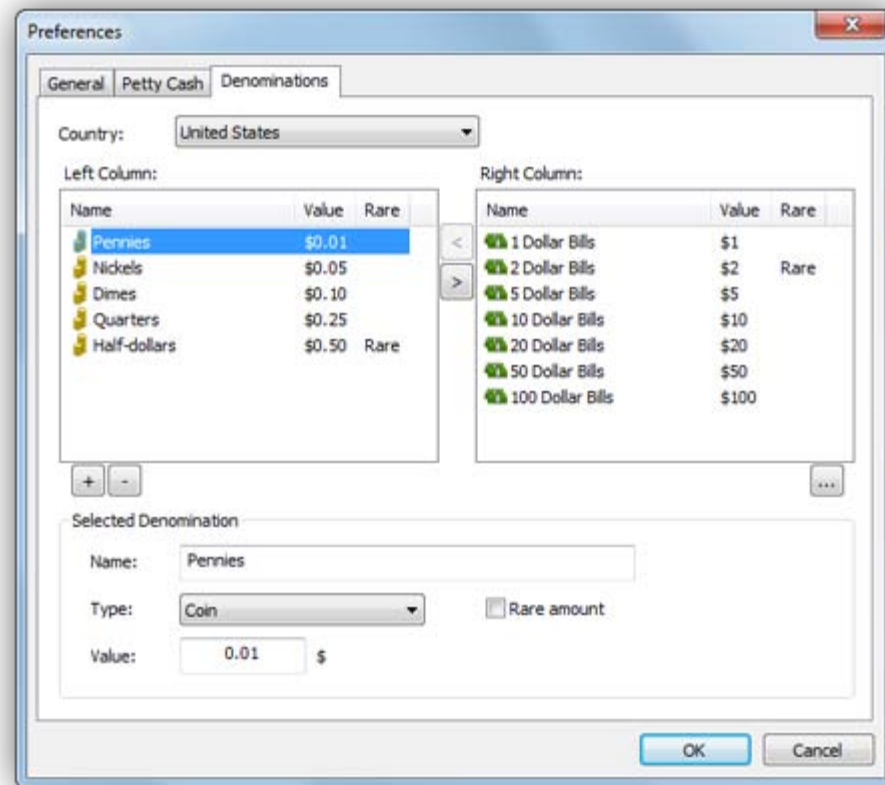 Preferences
General Petty Cash Denominations
Country: United States
Left Column: Right Column:
Name Value Rare Name Value Rare
Pennies $0.01 < 1 Dollar Bills $1
Nickels $0.05 2 Dollar Bills $2 Rare
Dimes $0.10 > 5 Dollar Bills $5
Quarters $0.25 10 Dollar Bills $10
Half-dollars $0.50 Rare 20 Dollar Bills $20
50 Dollar Bills $50
100 Dollar Bills $100
+ - ...
Selected Denomination
Name: Pennies
Type: Coin Rare amount
Value: 0.01 $
OK Cancel